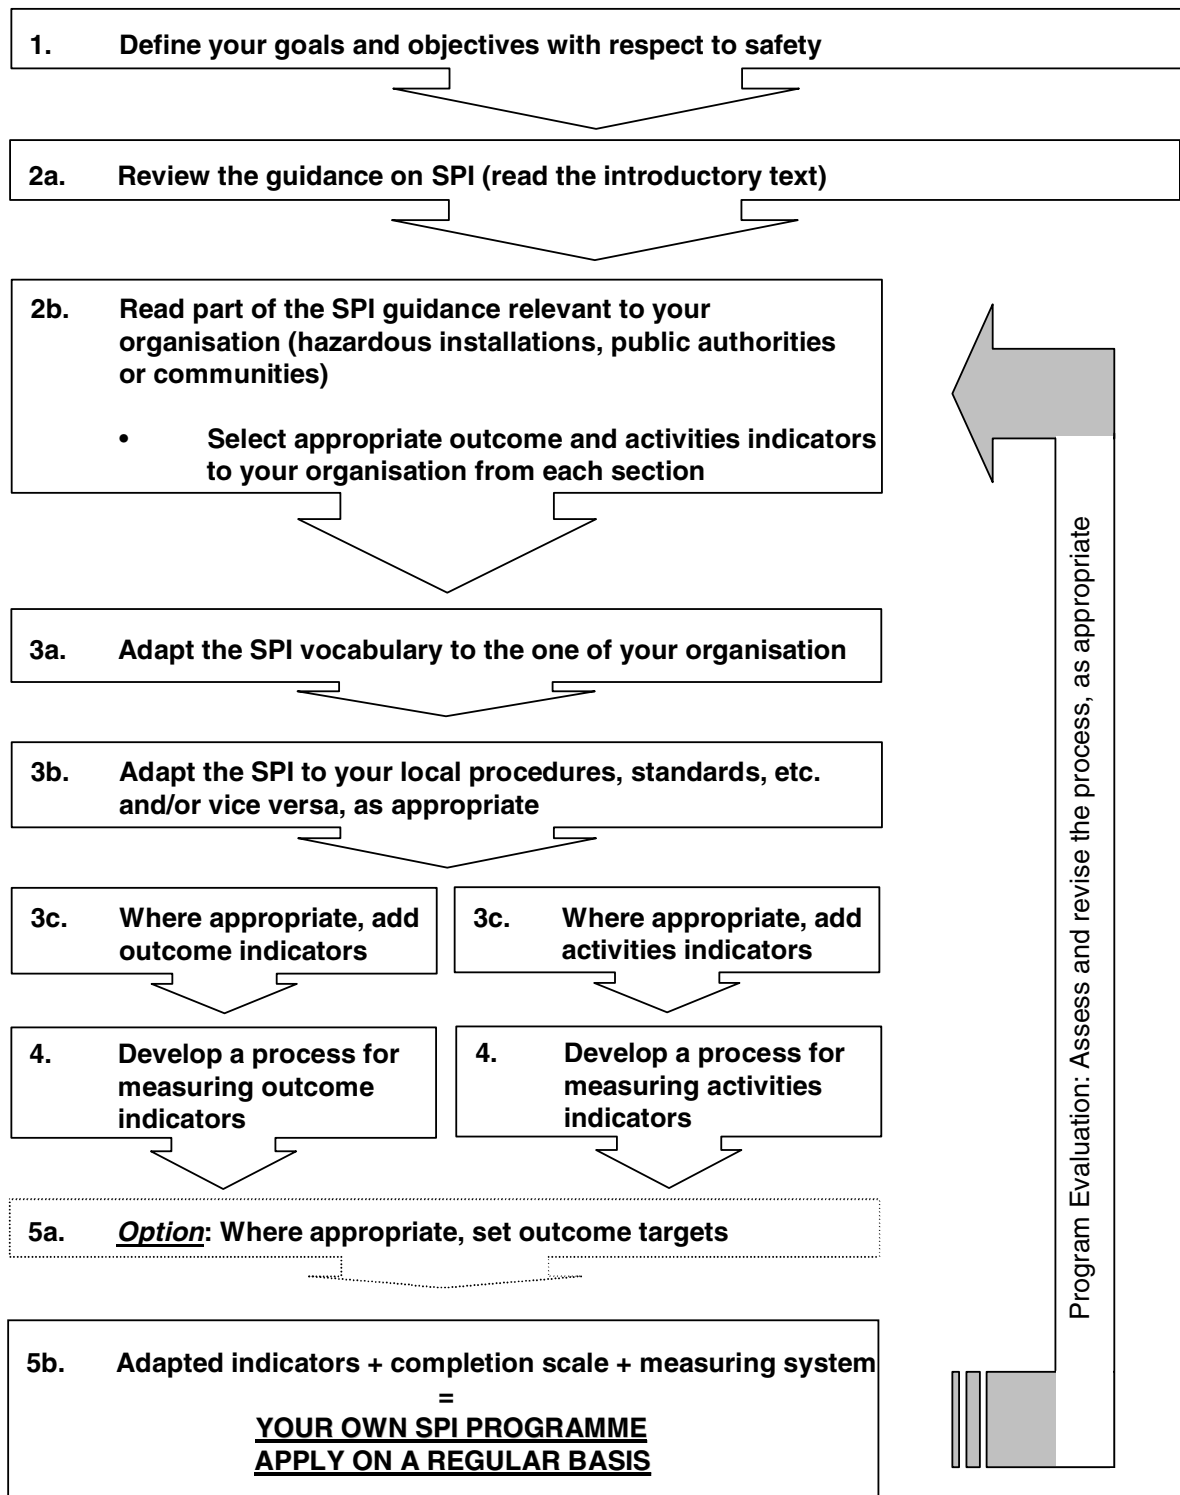 1. Define your goals and objectives with respect to safety
2a. Review the guidance on SPI (read the introductory text)
2b. Read part of the SPI guidance relevant to your
organisation (hazardous installations, public authorities
or communities)
• Select appropriate outcome and activities indicators
to your organisation from each section
3a. Adapt the SPI vocabulary to the one of your organisation
3b. Adapt the SPI to your local procedures, standards, etc.
and/or vice versa, as appropriate
3c. Where appropriate, add
outcome indicators
3c. Where appropriate, add
activities indicators
4. Develop a process for
measuring outcome
indicators
4. Develop a process for
measuring activities
indicators
5a. Option: Where appropriate, set outcome targets
5b. Adapted indicators + completion scale + measuring system
=
YOUR OWN SPI PROGRAMME
APPLY ON A REGULAR BASIS
Program Evaluation: Assess and revise the process, as appropriate